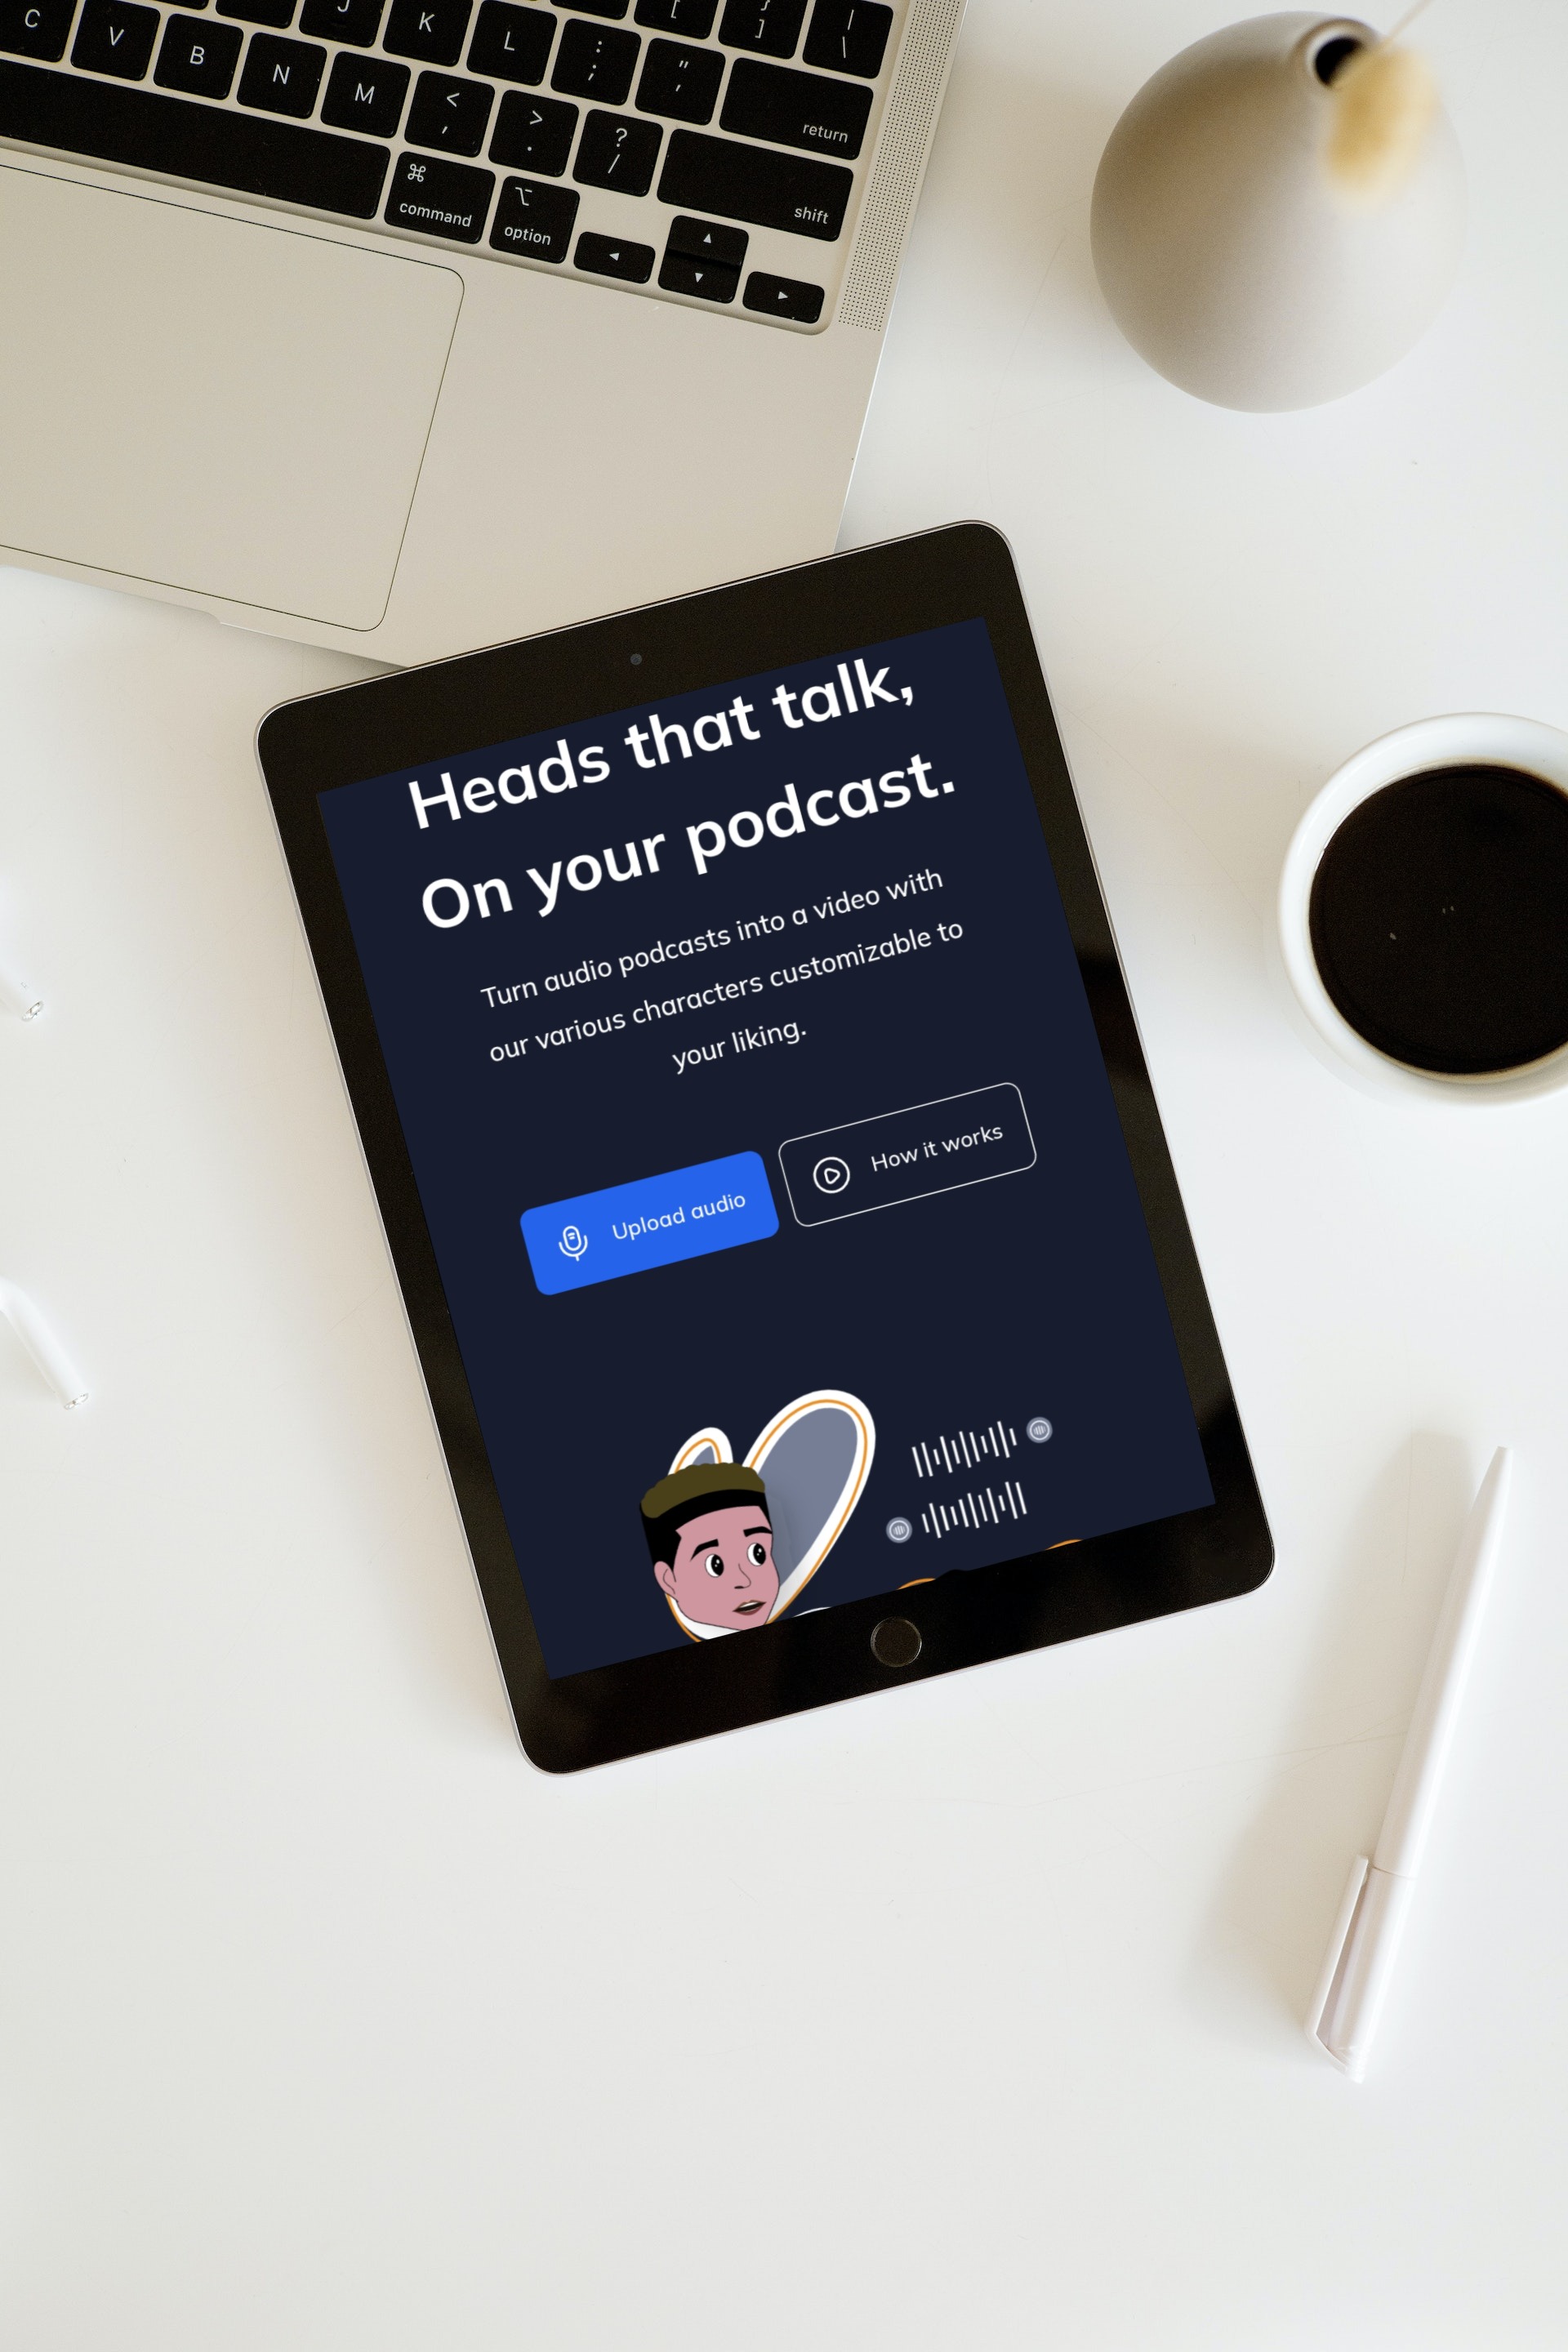 C V B N M < , > . ? /
J K L : ; " ' return
[ { ] } \ |
shift
⌘ command ⌥ option
◄ ▲ ▼ ►
Heads that talk,
On your podcast.
Turn audio podcasts into a video with
our various characters customizable to
your liking.
Upload audio
How it works